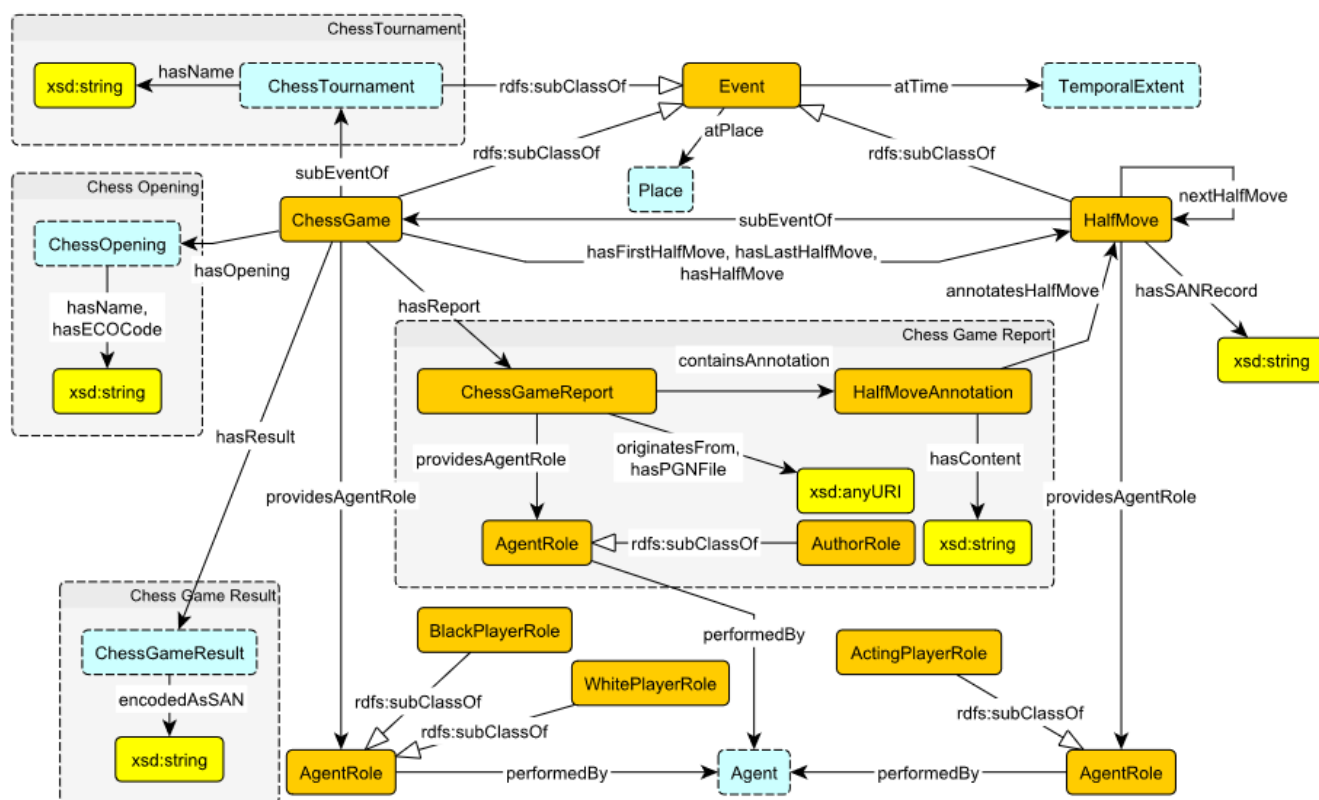 ChessTournament
xsd:string
hasName
ChessTournament
rdfs:subClassOf
Event
atTime
TemporalExtent
atPlace
rdfs:subClassOf
rdfs:subClassOf
subEventOf
Place
Chess Opening
nextHalfMove
ChessGame
subEventOf
HalfMove
ChessOpening
hasOpening
hasFirstHalfMove, hasLastHalfMove,
hasHalfMove
annotatesHalfMove
hasSANRecord
hasName,
hasECOCode
hasReport
Chess Game Report
xsd:string
containsAnnotation
xsd:string
ChessGameReport
HalfMoveAnnotation
hasResult
providesAgentRole
originatesFrom,
hasPGNFile
hasContent
xsd:anyURI
providesAgentRole
providesAgentRole
AgentRole
rdfs:subClassOf
AuthorRole
xsd:string
Chess Game Result
BlackPlayerRole
performedBy
ChessGameResult
ActingPlayerRole
WhitePlayerRole
encodedAsSAN
rdfs:subClassOf
rdfs:subClassOf
rdfs:subClassOf
xsd:string
AgentRole
performedBy
Agent
performedBy
AgentRole